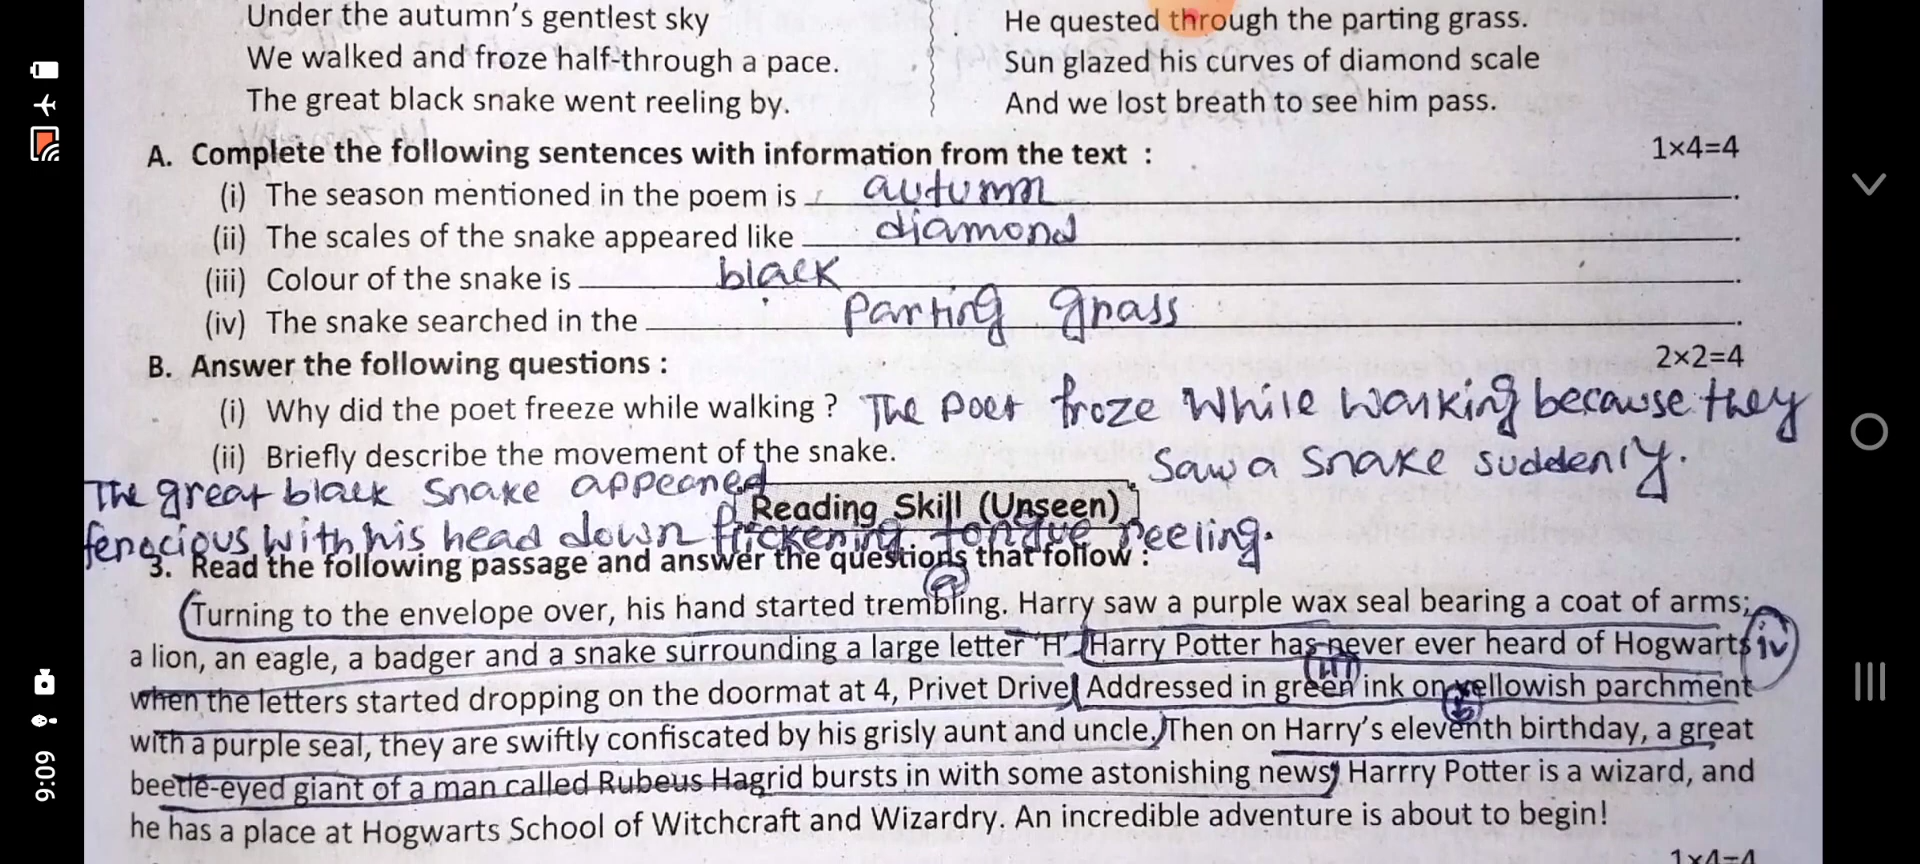 Under the autumn's gentlest sky
We walked and froze half-through a pace.
The great black snake went reeling by.
He quested through the parting grass.
Sun glazed his curves of diamond scale
And we lost breath to see him pass.
A. Complete the following sentences with information from the text : 1×4=4
(i) The season mentioned in the poem is autumn.
(ii) The scales of the snake appeared like diamond.
(iii) Colour of the snake is black.
(iv) The snake searched in the Parting grass.
B. Answer the following questions : 2×2=4
(i) Why did the poet freeze while walking ? The poet froze while walking because they
saw a snake suddenly.
(ii) Briefly describe the movement of the snake.
The great black snake appeared
ferocious with his head down flickering tongue reeling.
Reading Skill (Unseen)
3. Read the following passage and answer the questions that follow :
Turning to the envelope over, his hand started trembling. Harry saw a purple wax seal bearing a coat of arms;
a lion, an eagle, a badger and a snake surrounding a large letter 'H'. Harry Potter has never ever heard of Hogwarts iv
when the letters started dropping on the doormat at 4, Privet Drive. Addressed in green ink on yellowish parchment
with a purple seal, they are swiftly confiscated by his grisly aunt and uncle. Then on Harry's eleventh birthday, a great
beetle-eyed giant of a man called Rubeus Hagrid bursts in with some astonishing news. Harrry Potter is a wizard, and
he has a place at Hogwarts School of Witchcraft and Wizardry. An incredible adventure is about to begin!
1×4=4
9:09